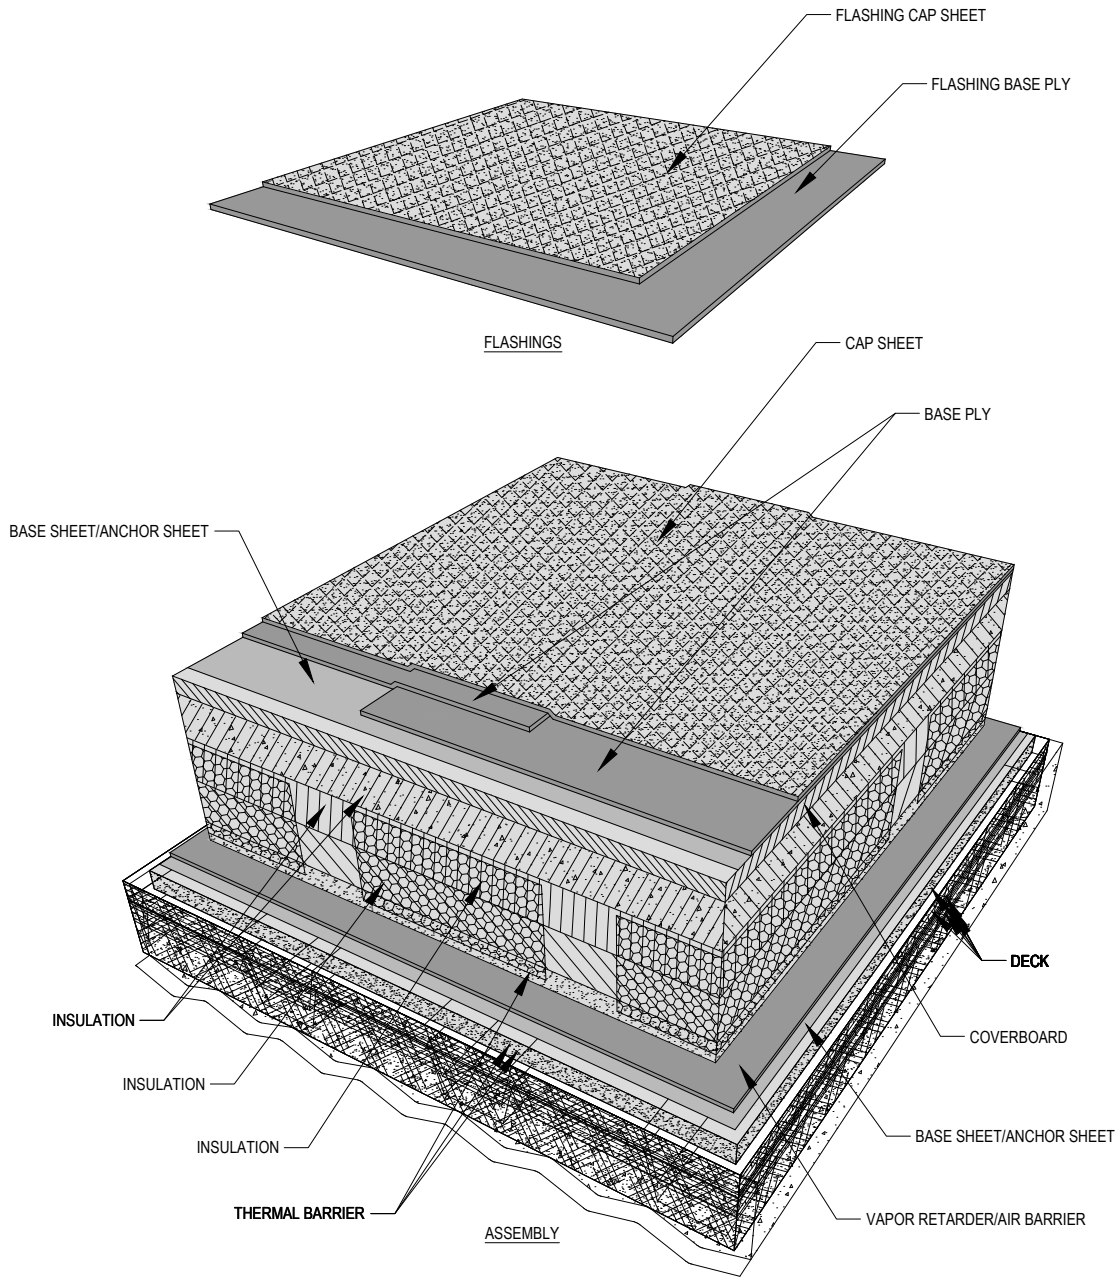 FLASHING CAP SHEET
FLASHING BASE PLY
FLASHINGS
CAP SHEET
BASE PLY
BASE SHEET/ANCHOR SHEET
DECK
INSULATION
COVERBOARD
INSULATION
BASE SHEET/ANCHOR SHEET
INSULATION
THERMAL BARRIER
VAPOR RETARDER/AIR BARRIER
ASSEMBLY